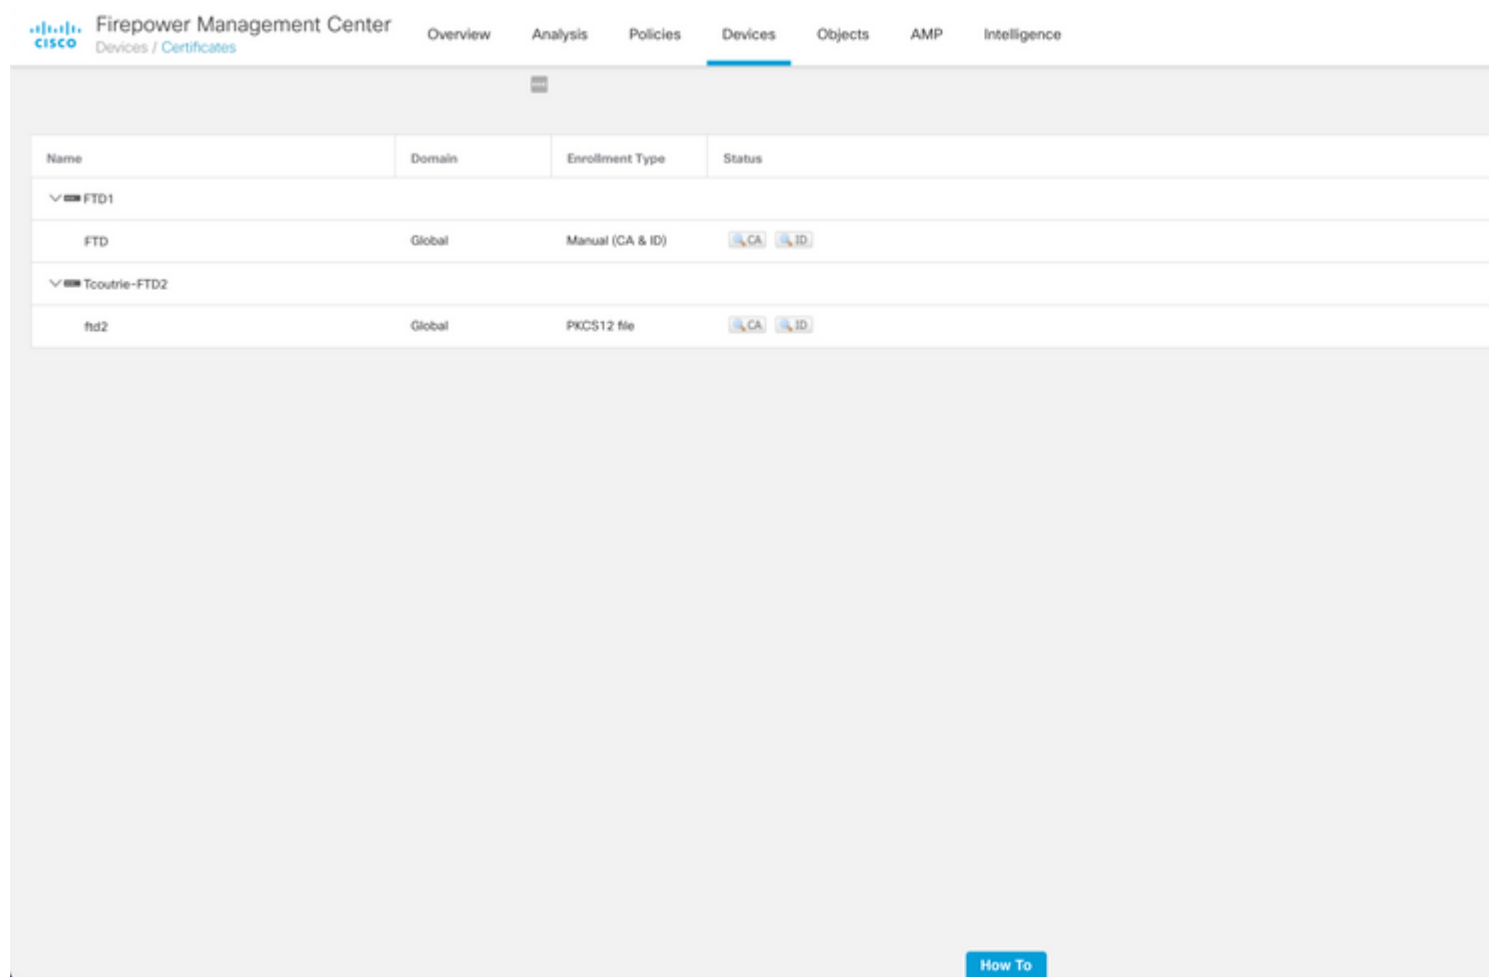 Firepower Management Center
CISCO
Devices / Certificates
Overview Analysis Policies Devices Objects AMP Intelligence
Name Domain Enrollment Type Status
FTD1
FTD Global Manual (CA & ID) CA ID
Tcoutrie-FTD2
ftd2 Global PKCS12 file CA ID
How To